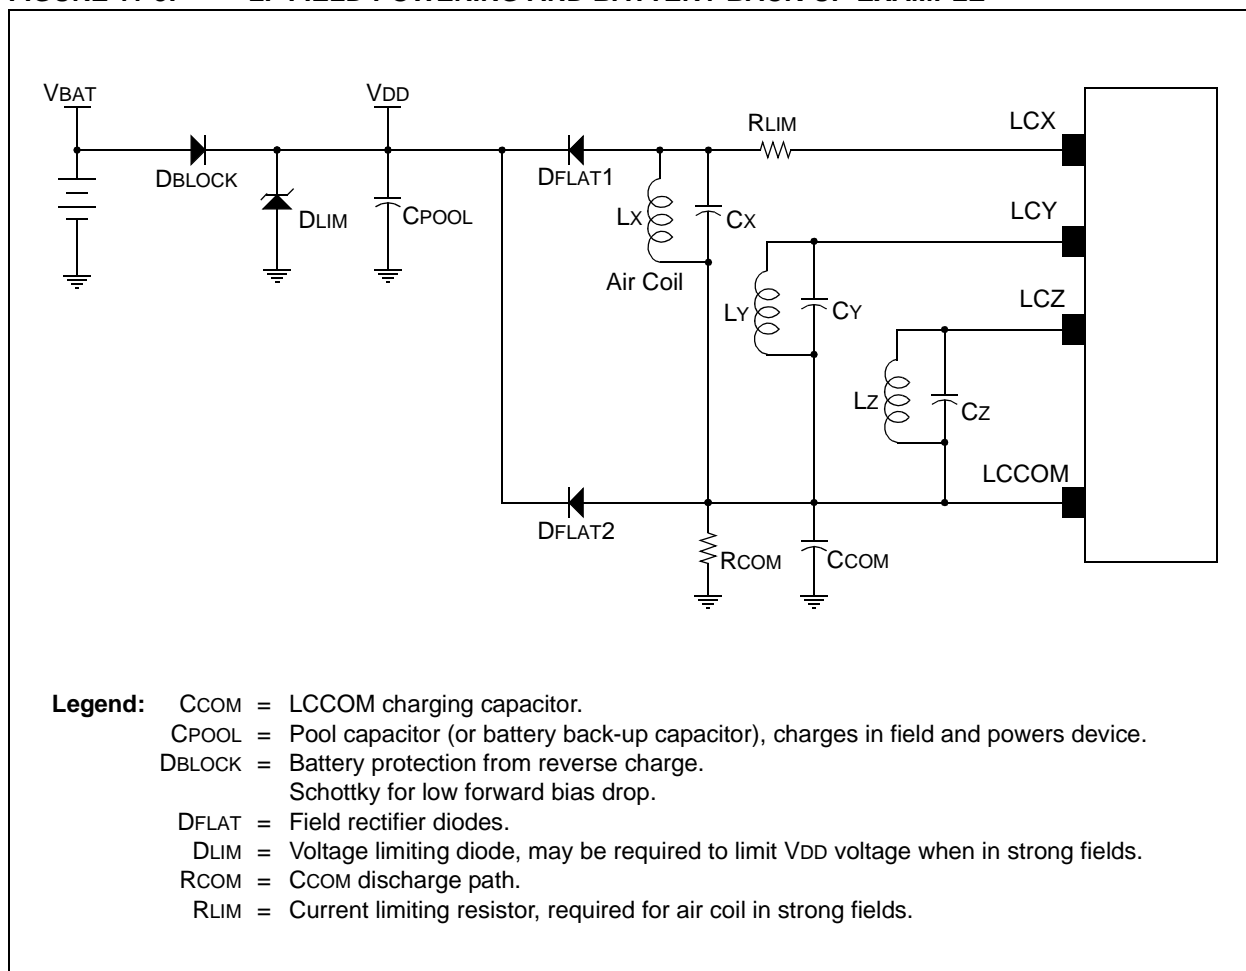 VBAT
VDD
RLIM
LCX
DBLOCK
DFLAT1
DLIM
CPOOL
LX
CX
LCY
Air Coil
LCZ
LY
CY
LZ
CZ
LCCOM
DFLAT2
RCOM
CCOM
Legend: CCOM = LCCOM charging capacitor.
CPOOL = Pool capacitor (or battery back-up capacitor), charges in field and powers device.
DBLOCK = Battery protection from reverse charge.
Schottky for low forward bias drop.
DFLAT = Field rectifier diodes.
DLIM = Voltage limiting diode, may be required to limit VDD voltage when in strong fields.
RCOM = CCOM discharge path.
RLIM = Current limiting resistor, required for air coil in strong fields.